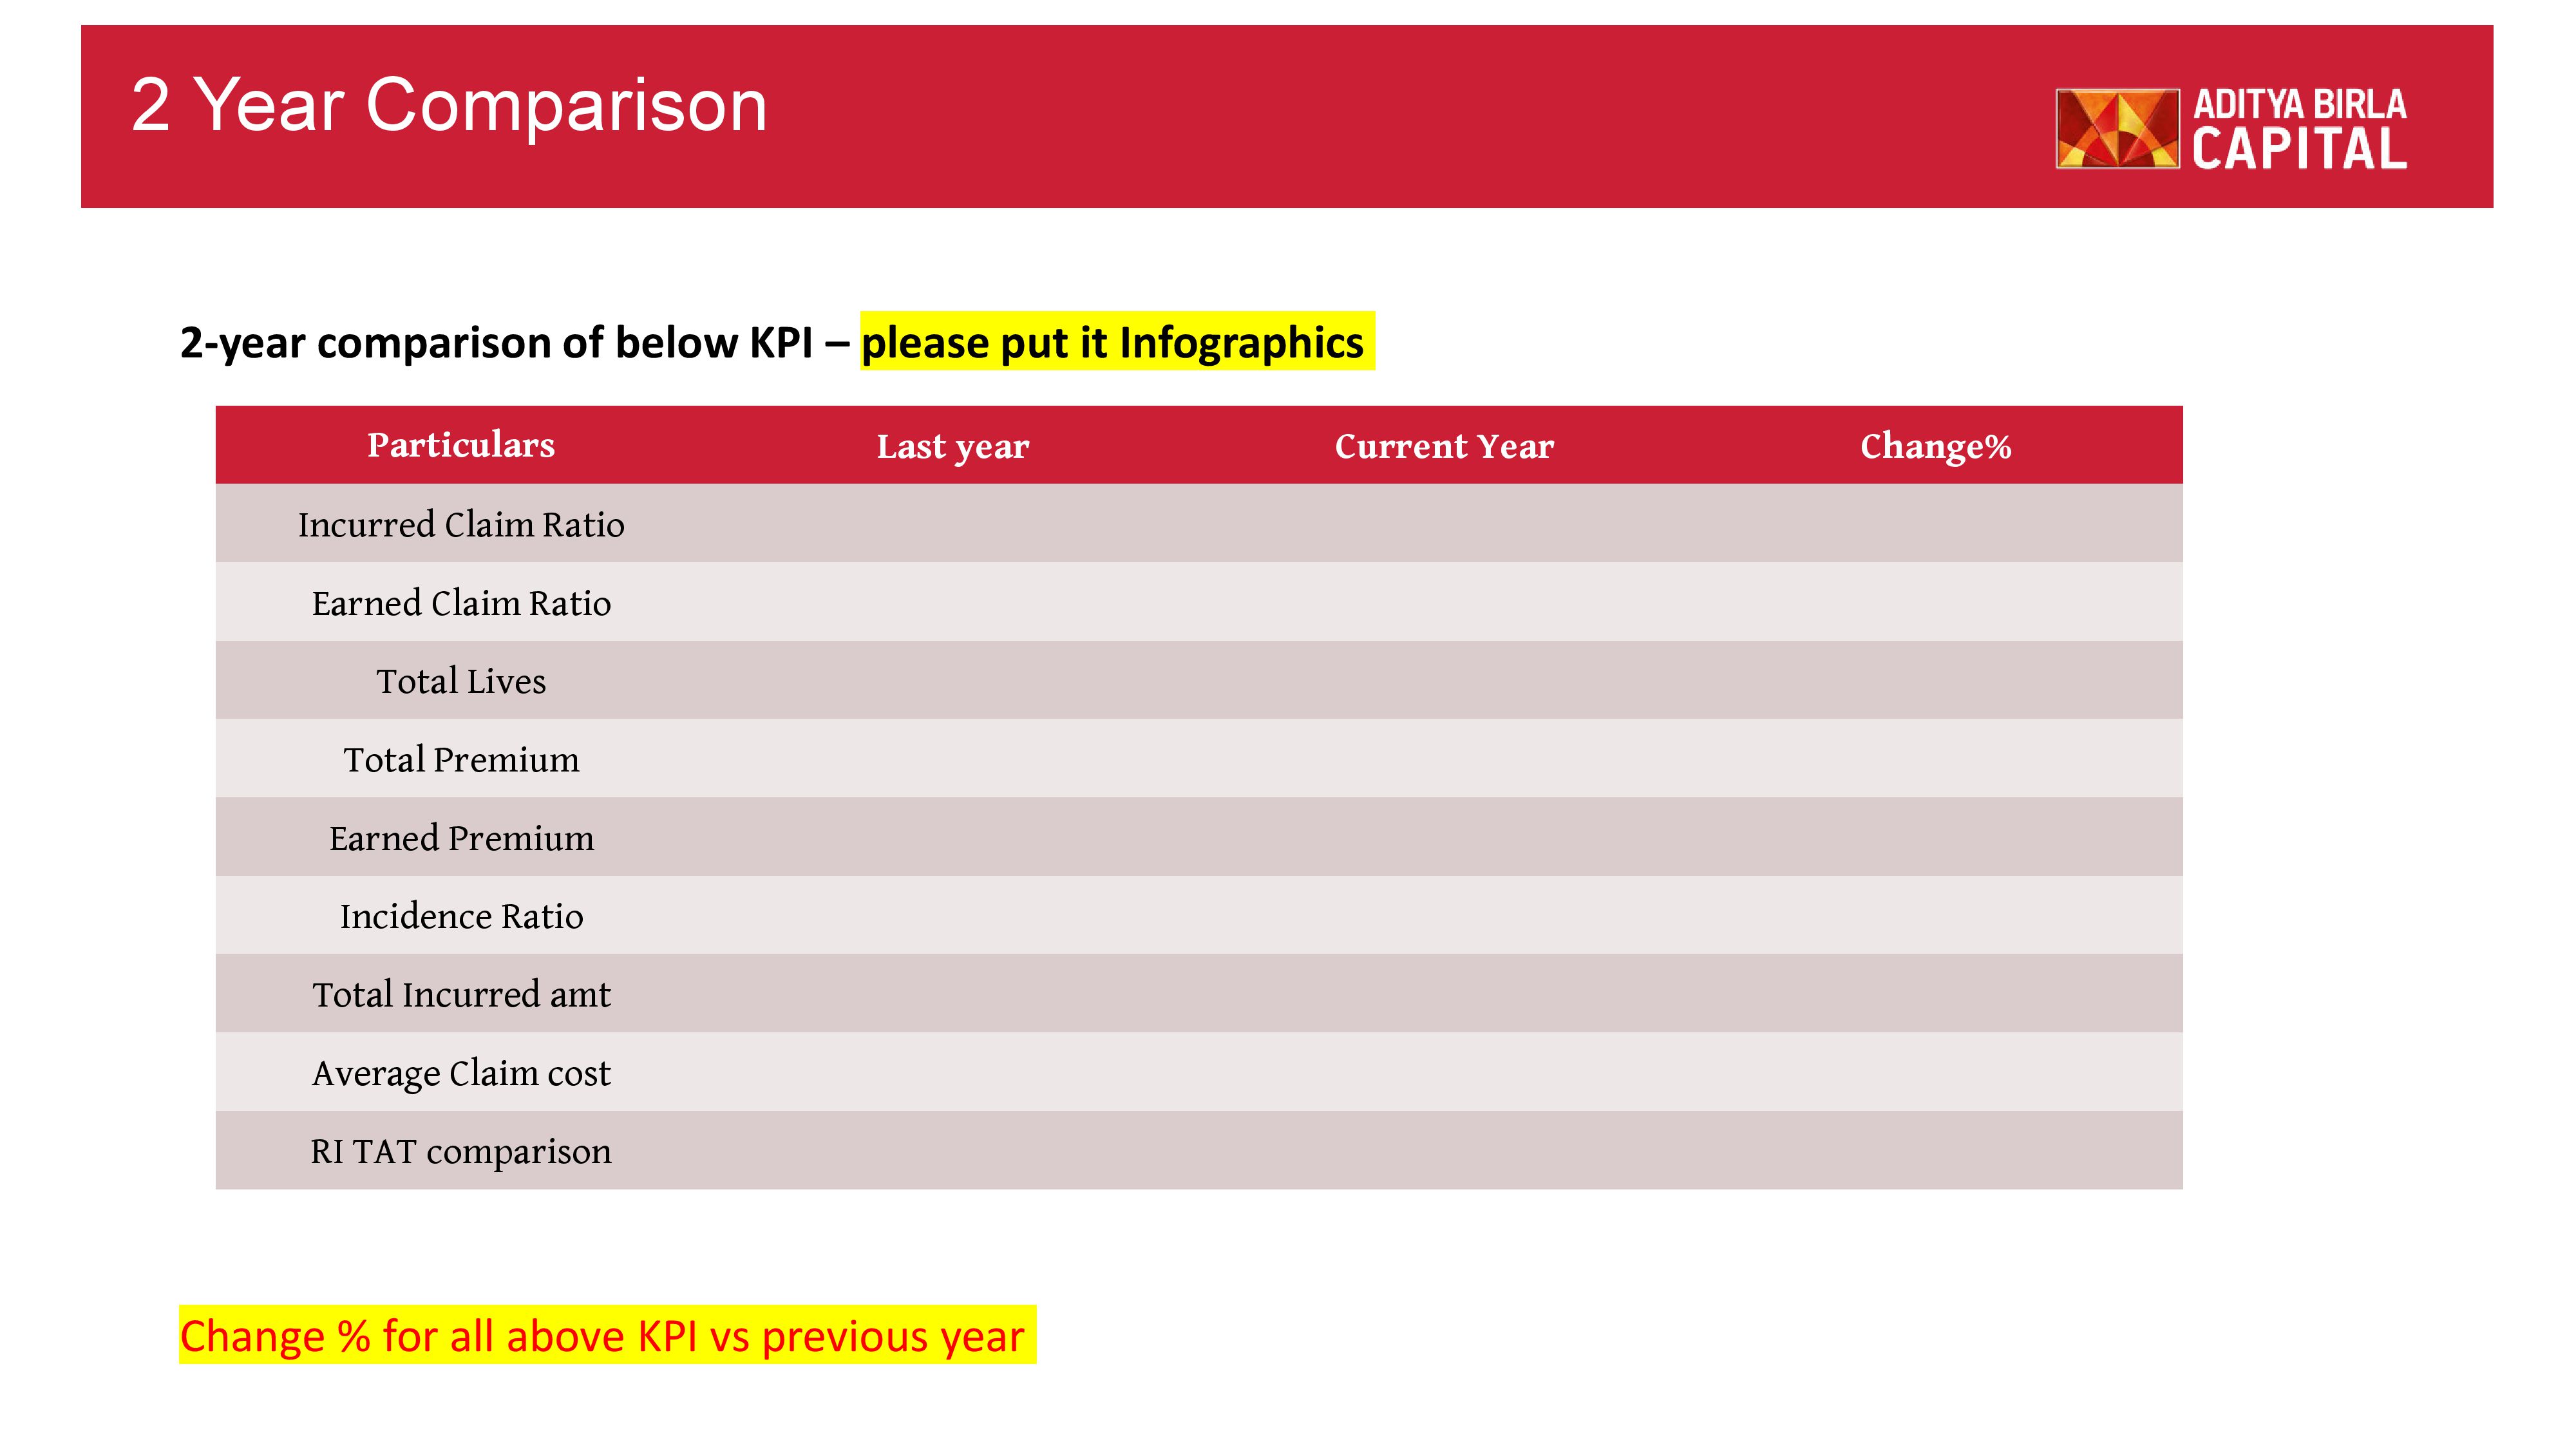 2 Year Comparison
ADITYA BIRLA
CAPITAL
2-year comparison of below KPI – please put it Infographics
Particulars Last year Current Year Change%
Incurred Claim Ratio
Earned Claim Ratio
Total Lives
Total Premium
Earned Premium
Incidence Ratio
Total Incurred amt
Average Claim cost
RI TAT comparison
Change % for all above KPI vs previous year